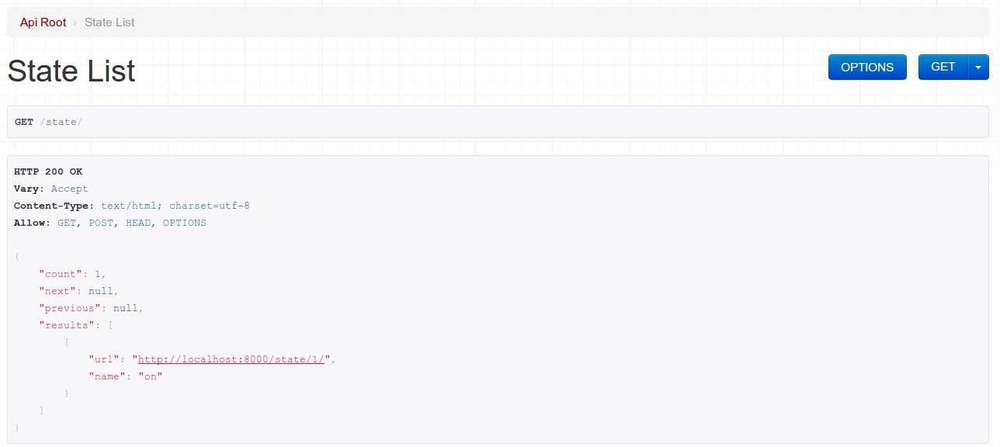 Api Root › State List
State List
OPTIONS GET
GET /state/
HTTP 200 OK
Vary: Accept
Content-Type: text/html; charset=utf-8
Allow: GET, POST, HEAD, OPTIONS
{
    "count": 1,
    "next": null,
    "previous": null,
    "results": [
        {
            "url": "http://localhost:8000/state/1/",
            "name": "on"
        }
    ]
}